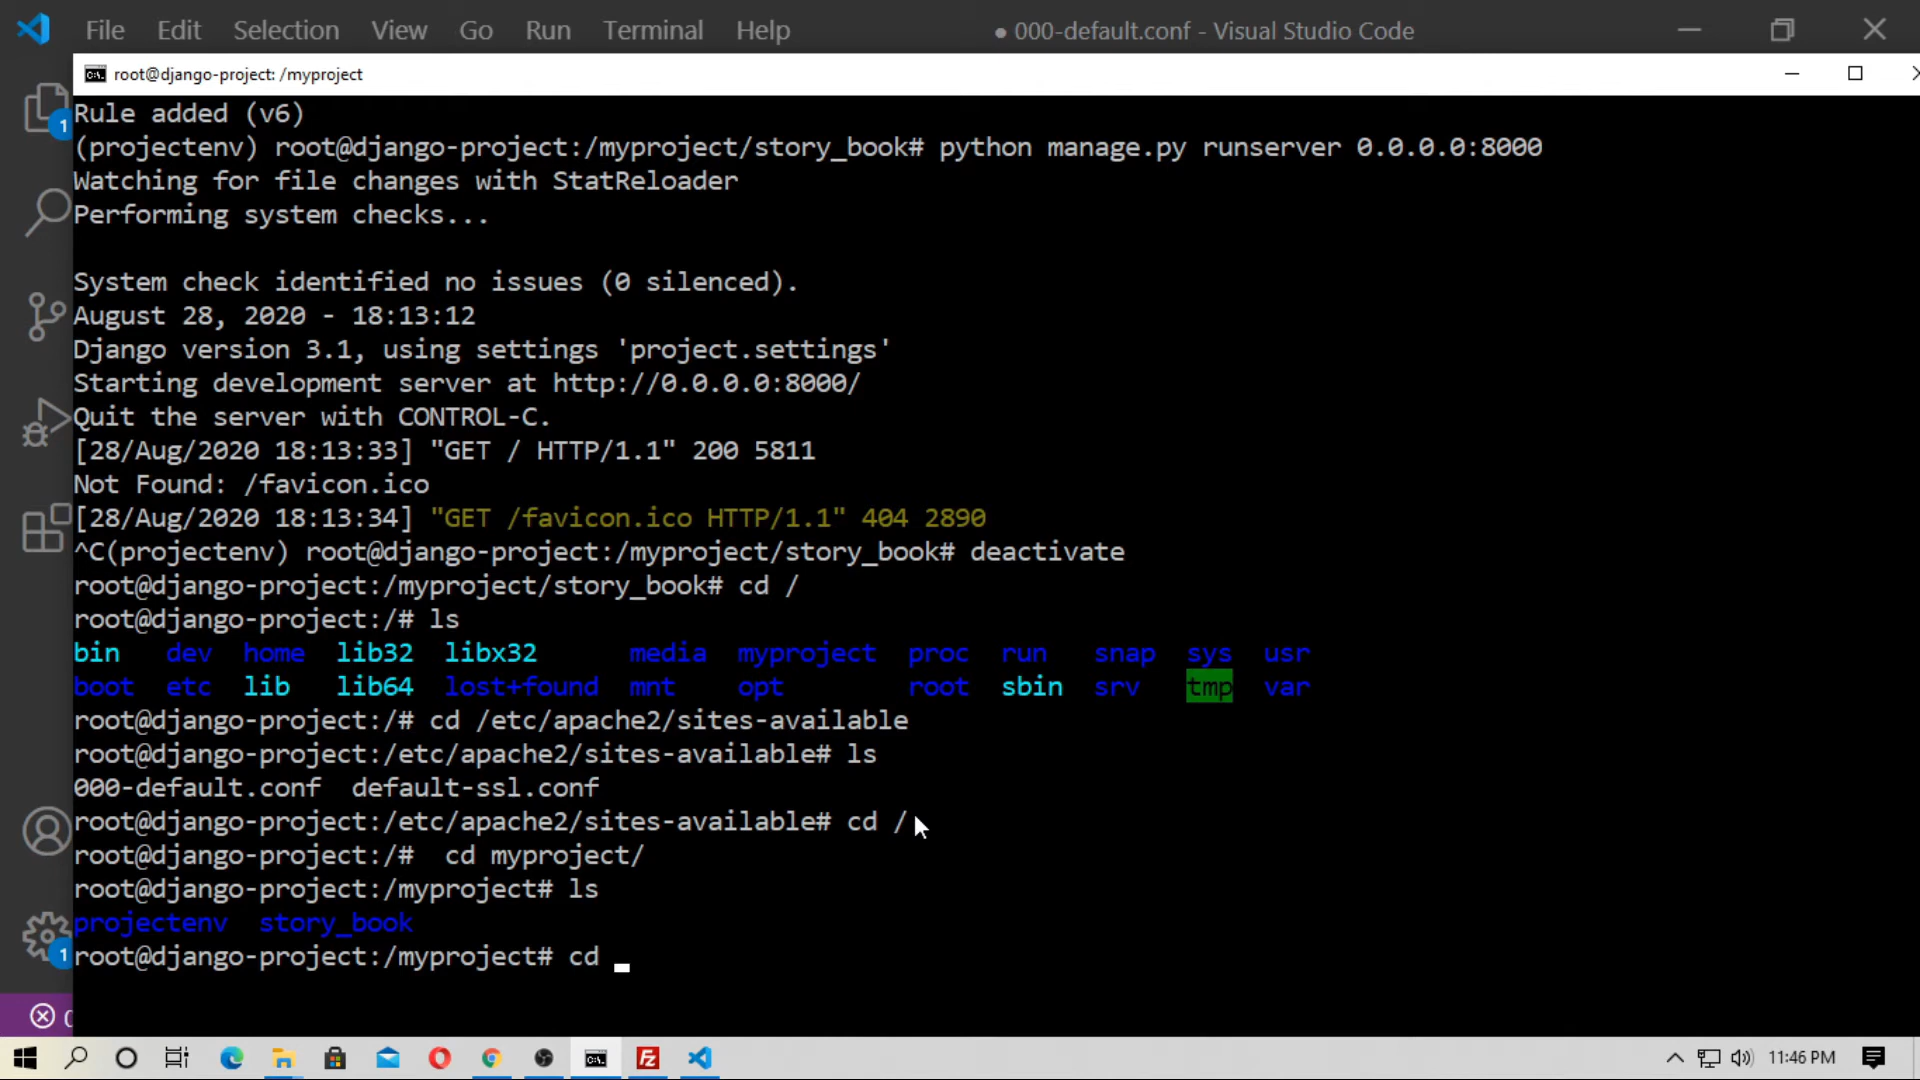 File Edit Selection View Go Run Terminal Help ● 000-default.conf - Visual Studio Code
root@django-project: /myproject
Rule added (v6)
(projectenv) root@django-project:/myproject/story_book# python manage.py runserver 0.0.0.0:8000
Watching for file changes with StatReloader
Performing system checks...
System check identified no issues (0 silenced).
August 28, 2020 - 18:13:12
Django version 3.1, using settings 'project.settings'
Starting development server at http://0.0.0.0:8000/
Quit the server with CONTROL-C.
[28/Aug/2020 18:13:33] "GET / HTTP/1.1" 200 5811
Not Found: /favicon.ico
[28/Aug/2020 18:13:34] "GET /favicon.ico HTTP/1.1" 404 2890
^C(projectenv) root@django-project:/myproject/story_book# deactivate
root@django-project:/myproject/story_book# cd /
root@django-project:/# ls
bin dev home lib32 libx32 media myproject proc run snap sys usr
boot etc lib lib64 lost+found mnt opt root sbin srv tmp var
root@django-project:/# cd /etc/apache2/sites-available
root@django-project:/etc/apache2/sites-available# ls
000-default.conf default-ssl.conf
root@django-project:/etc/apache2/sites-available# cd /
root@django-project:/# cd myproject/
root@django-project:/myproject# ls
projectenv story_book
root@django-project:/myproject# cd
1
1
11:46 PM